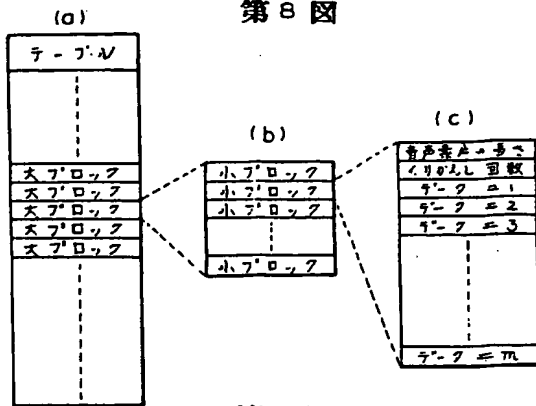 第 8 図
(a)
テーブル
大ブロック
大ブロック
大ブロック
大ブロック
大ブロック
(b)
小ブロック
小ブロック
小ブロック
小ブロック
(c)
音声素片の長さ
くりかえし回数
データ = 1
データ = 2
データ = 3
データ = m